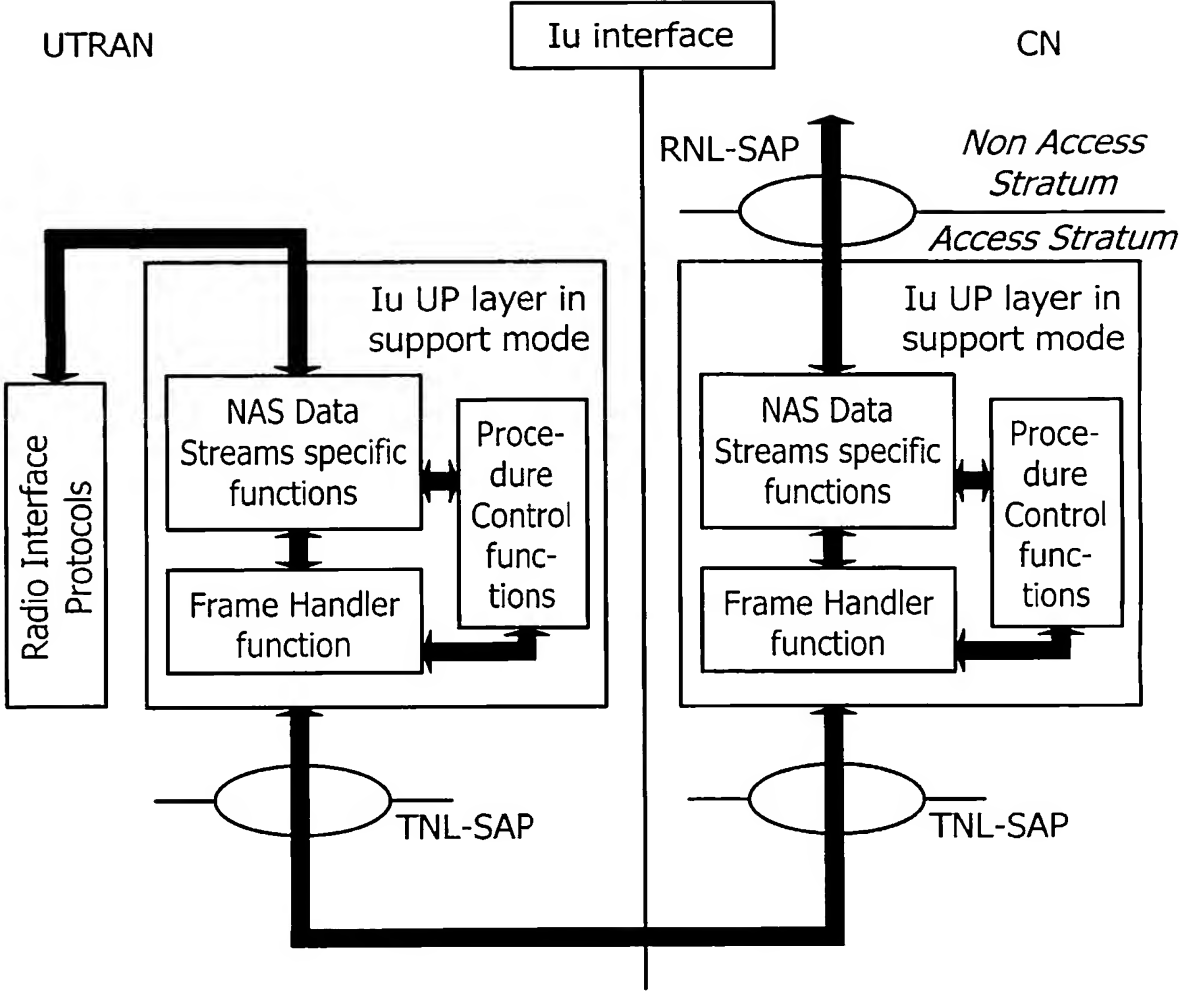 UTRAN
Iu interface
CN
RNL-SAP
Non Access
Stratum
Access Stratum
Iu UP layer in
support mode
NAS Data
Streams specific
functions
Proce-
dure
Control
func-
tions
Frame Handler
function
Radio Interface
Protocols
TNL-SAP
Iu UP layer in
support mode
NAS Data
Streams specific
functions
Proce-
dure
Control
func-
tions
Frame Handler
function
TNL-SAP